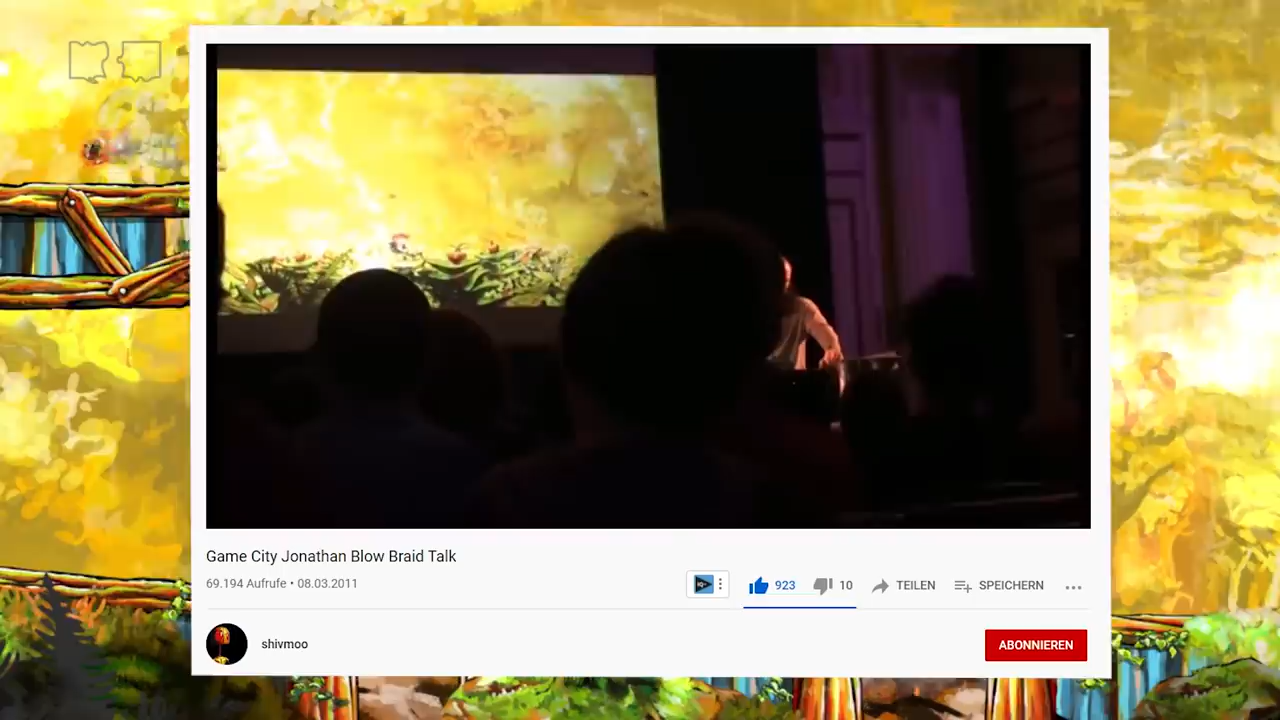 Game City Jonathan Blow Braid Talk
69.194 Aufrufe • 08.03.2011
923
10
TEILEN
SPEICHERN
shivmoo
ABONNIEREN